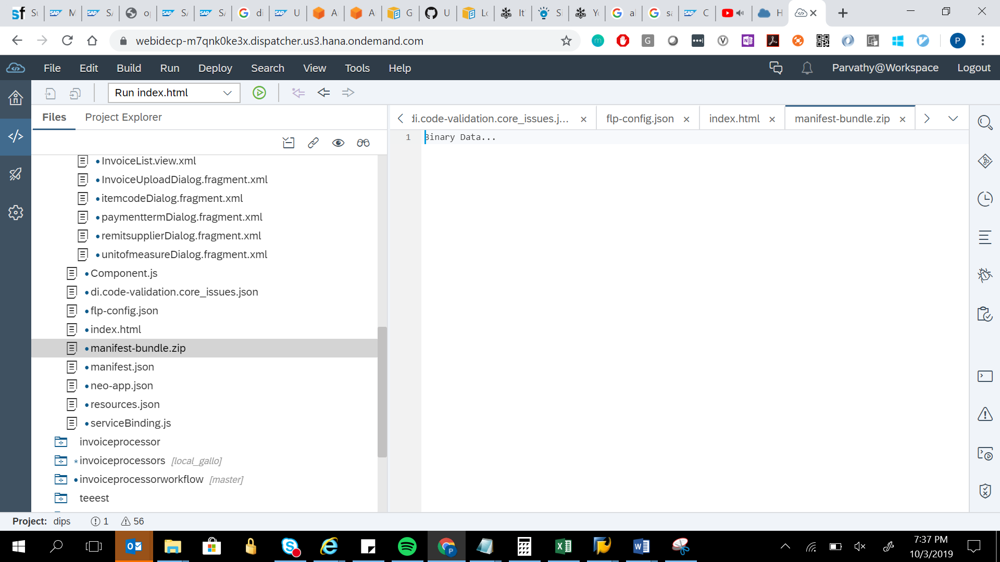 webidecp-m7qnk0ke3x.dispatcher.us3.hana.ondemand.com
File Edit Build Run Deploy Search View Tools Help Parvathy@Workspace Logout
Run index.html
Files Project Explorer
di.code-validation.core_issues.j... flp-config.json index.html manifest-bundle.zip
1 Binary Data...
InvoiceList.view.xml
InvoiceUploadDialog.fragment.xml
itemcodeDialog.fragment.xml
paymenttermDialog.fragment.xml
remitsupplierDialog.fragment.xml
unitofmeasureDialog.fragment.xml
Component.js
di.code-validation.core_issues.json
flp-config.json
index.html
manifest-bundle.zip
manifest.json
neo-app.json
resources.json
serviceBinding.js
invoiceprocessor
*invoiceprocessors [local_gallo]
invoiceprocessorworkflow [master]
teeest
Project: dips 1 56
7:37 PM
10/3/2019